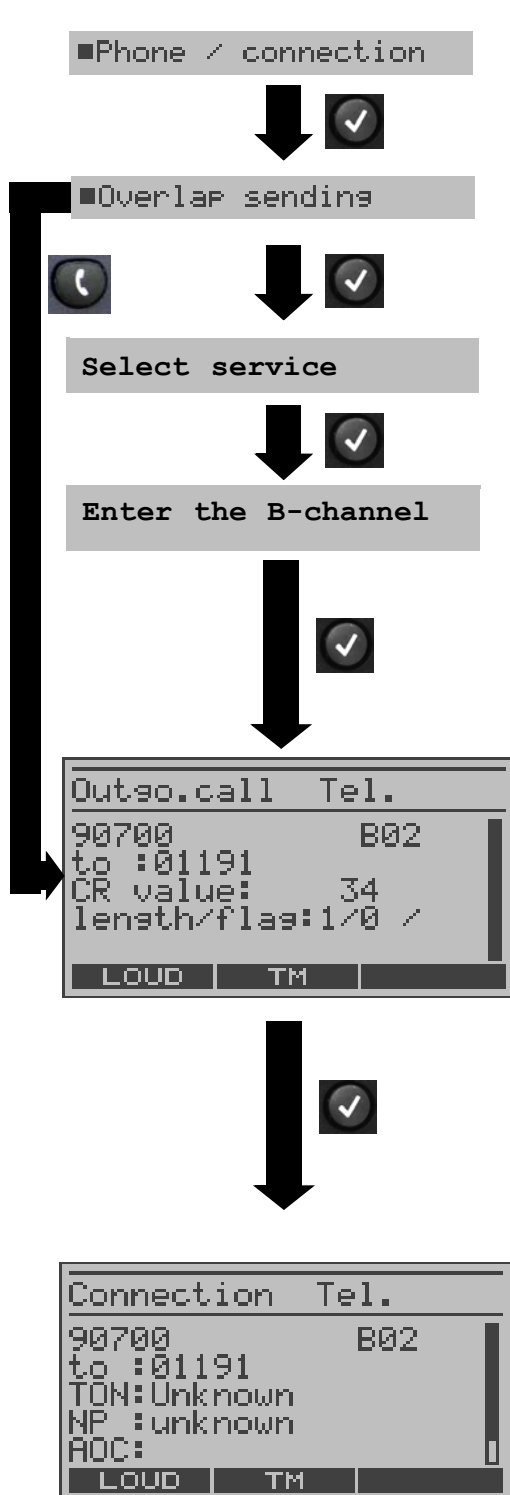 ■Phone / connection
■Overlap sending
Select service
Enter the B-channel
Outgo.call Tel.
90700 B02
to :01191
CR value: 34
length/flag:1/0 /
LOUD TM
Connection Tel.
90700 B02
to :01191
TON:Unknown
NP :unknown
AOC:
LOUD TM